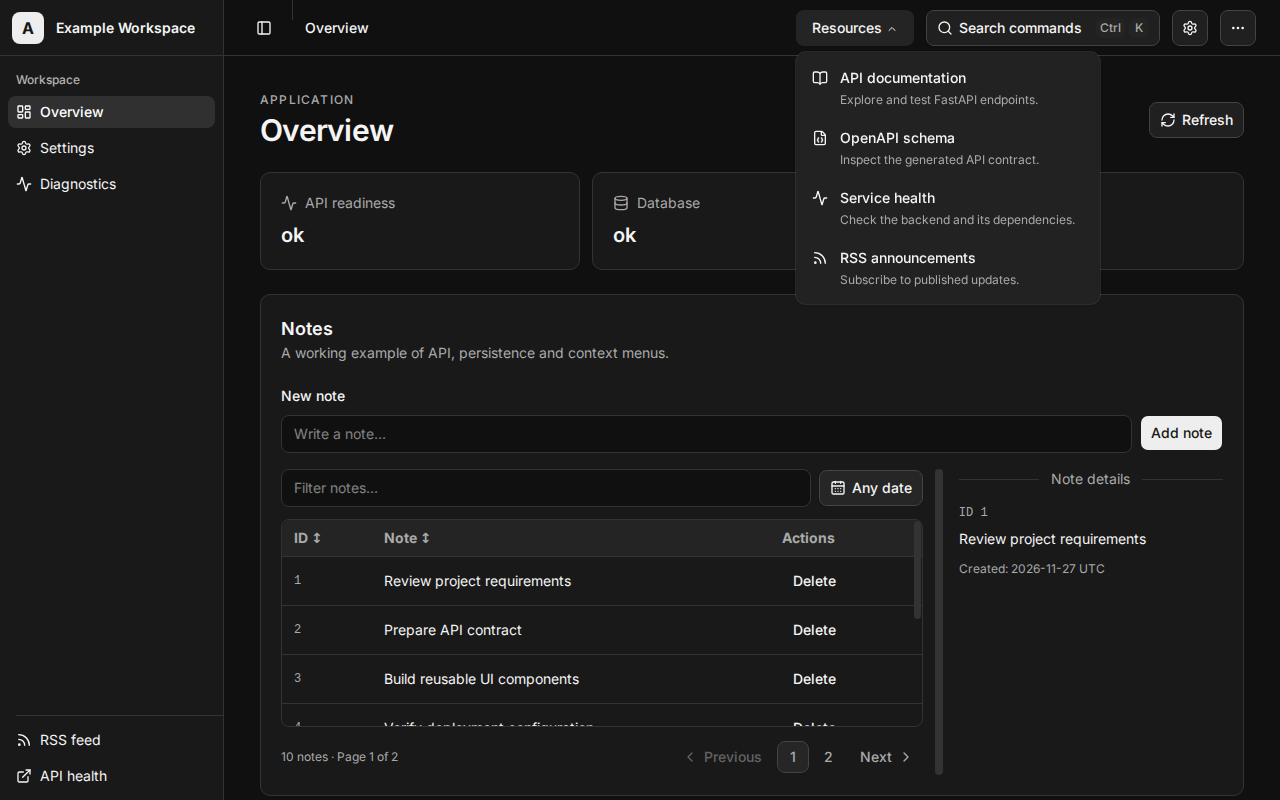 A Example Workspace
Overview
Resources
Search commands Ctrl K
Workspace
Overview
Settings
Diagnostics
RSS feed
API health
APPLICATION
Overview
Refresh
API documentation
Explore and test FastAPI endpoints.
OpenAPI schema
Inspect the generated API contract.
Service health
Check the backend and its dependencies.
RSS announcements
Subscribe to published updates.
API readiness
ok
Database
ok
Notes
A working example of API, persistence and context menus.
New note
Write a note...
Add note
Filter notes...
Any date
ID Note Actions
1 Review project requirements Delete
2 Prepare API contract Delete
3 Build reusable UI components Delete
4 Verify deployment configuration Delete
10 notes · Page 1 of 2
Previous 1 2 Next
Note details
ID 1
Review project requirements
Created: 2026-11-27 UTC